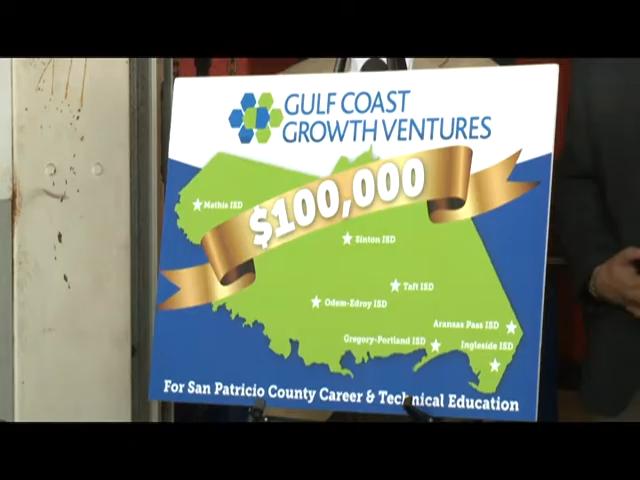 GULF COAST
GROWTH VENTURES
$100,000
Mathis ISD
Sinton ISD
Taft ISD
Odem-Edroy ISD
Aransas Pass ISD
Gregory-Portland ISD
Ingleside ISD
For San Patricio County Career & Technical Education